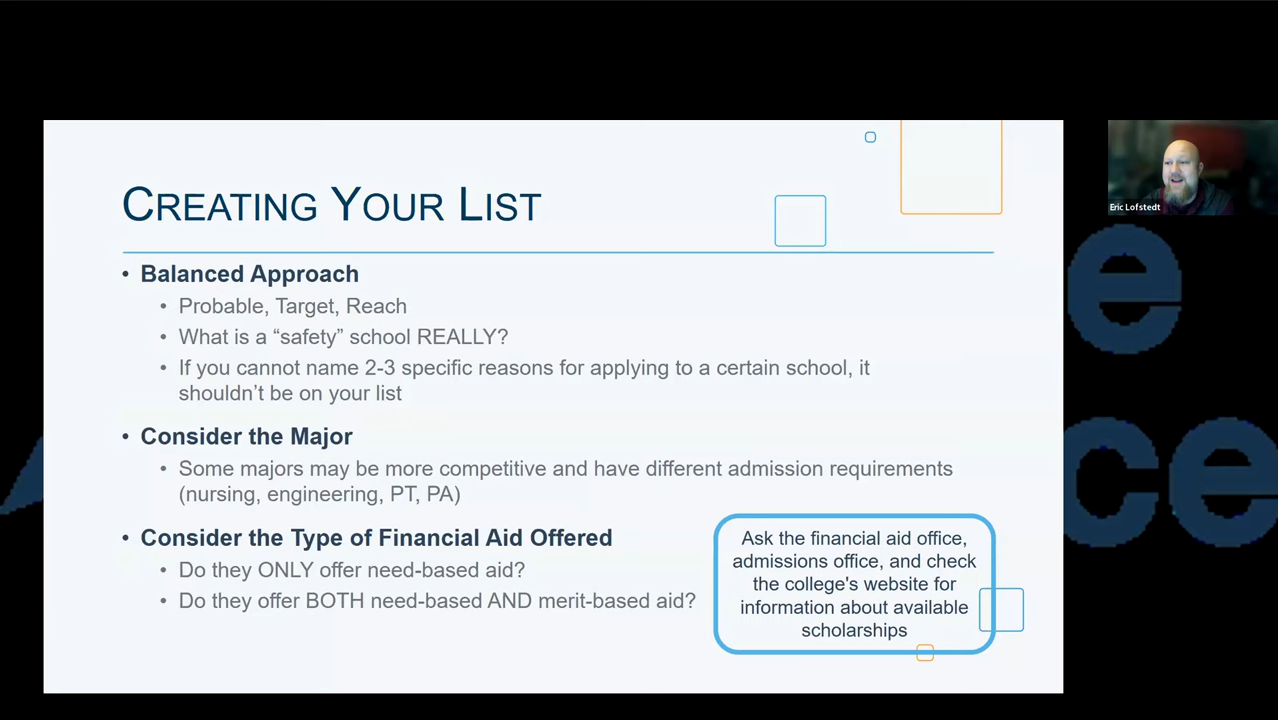 CREATING YOUR LIST
• Balanced Approach
• Probable, Target, Reach
• What is a “safety” school REALLY?
• If you cannot name 2-3 specific reasons for applying to a certain school, it
shouldn’t be on your list
• Consider the Major
• Some majors may be more competitive and have different admission requirements
(nursing, engineering, PT, PA)
• Consider the Type of Financial Aid Offered
• Do they ONLY offer need-based aid?
• Do they offer BOTH need-based AND merit-based aid?
Ask the financial aid office,
admissions office, and check
the college's website for
information about available
scholarships
Eric Lofstedt
e
ce